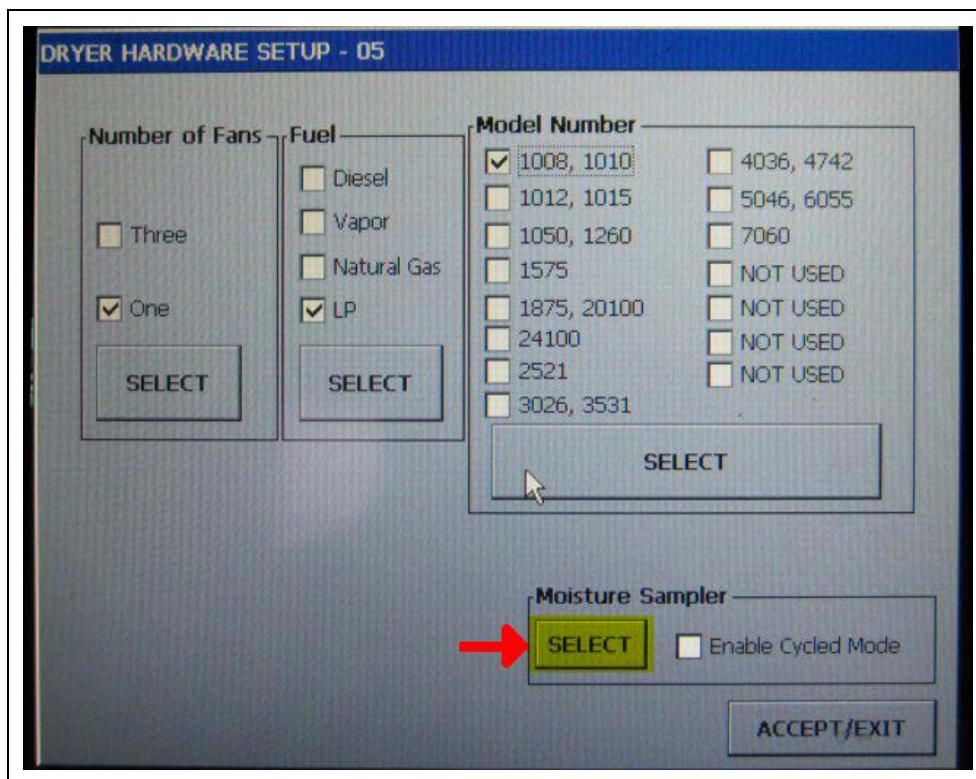 DRYER HARDWARE SETUP - 05
Number of Fans
Three
One
SELECT
Fuel
Diesel
Vapor
Natural Gas
LP
SELECT
Model Number
1008, 1010
1012, 1015
1050, 1260
1575
1875, 20100
24100
2521
3026, 3531
4036, 4742
5046, 6055
7060
NOT USED
NOT USED
NOT USED
NOT USED
SELECT
Moisture Sampler
SELECT
Enable Cycled Mode
ACCEPT/EXIT